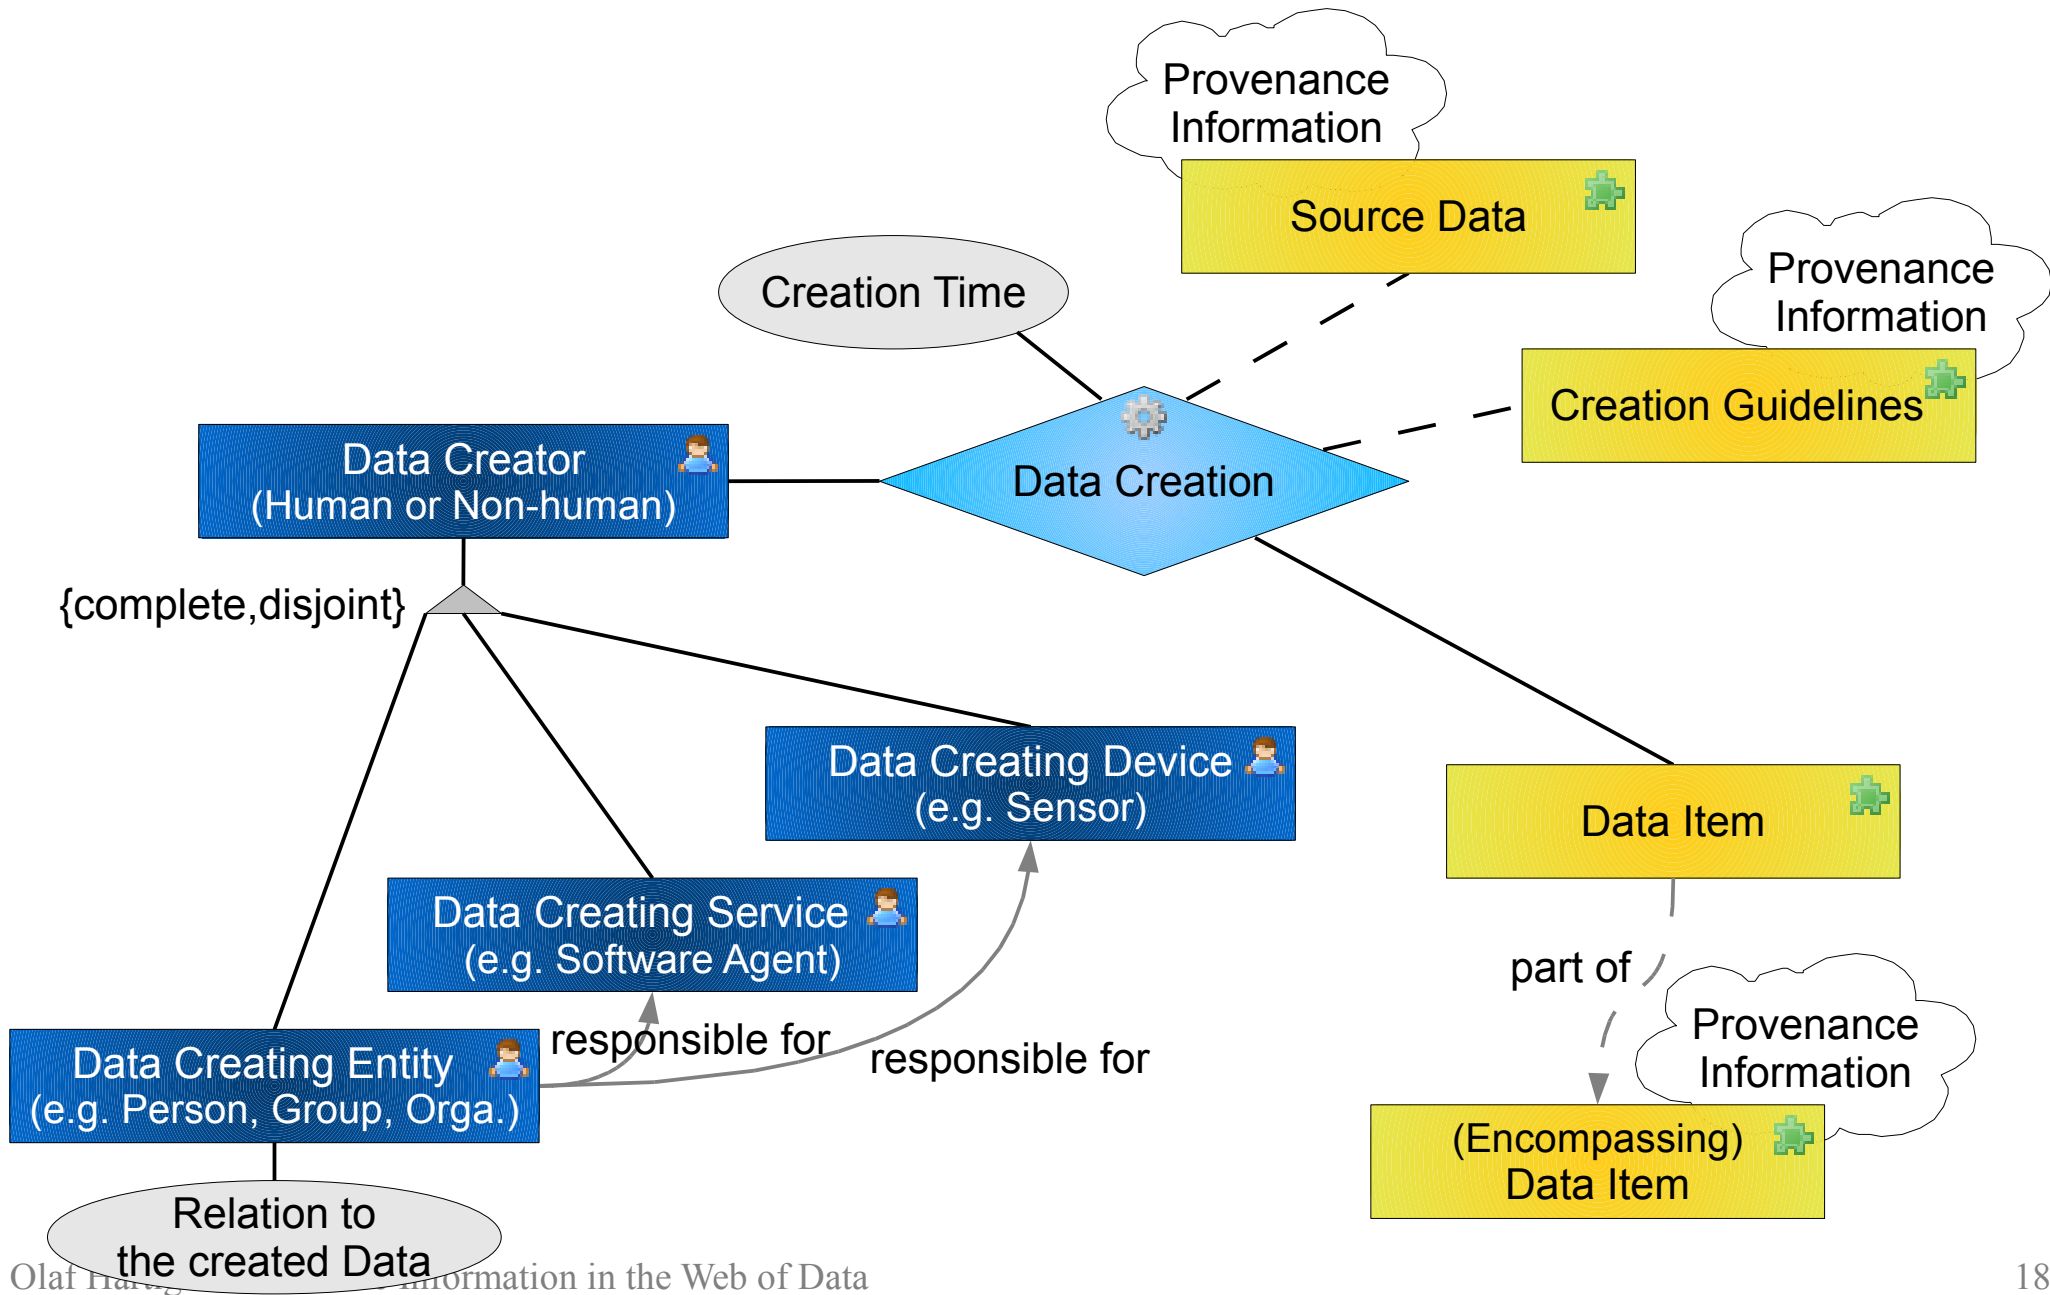 Provenance
Information
Source Data
Provenance
Information
Creation Time
Creation Guidelines
Data Creator
(Human or Non-human)
Data Creation
{complete,disjoint}
Data Creating Device
(e.g. Sensor)
Data Item
Data Creating Service
(e.g. Software Agent)
part of
Provenance
Information
responsible for
responsible for
Data Creating Entity
(e.g. Person, Group, Orga.)
(Encompassing)
Data Item
Relation to
the created Data
Olaf Hartig Information in the Web of Data
18